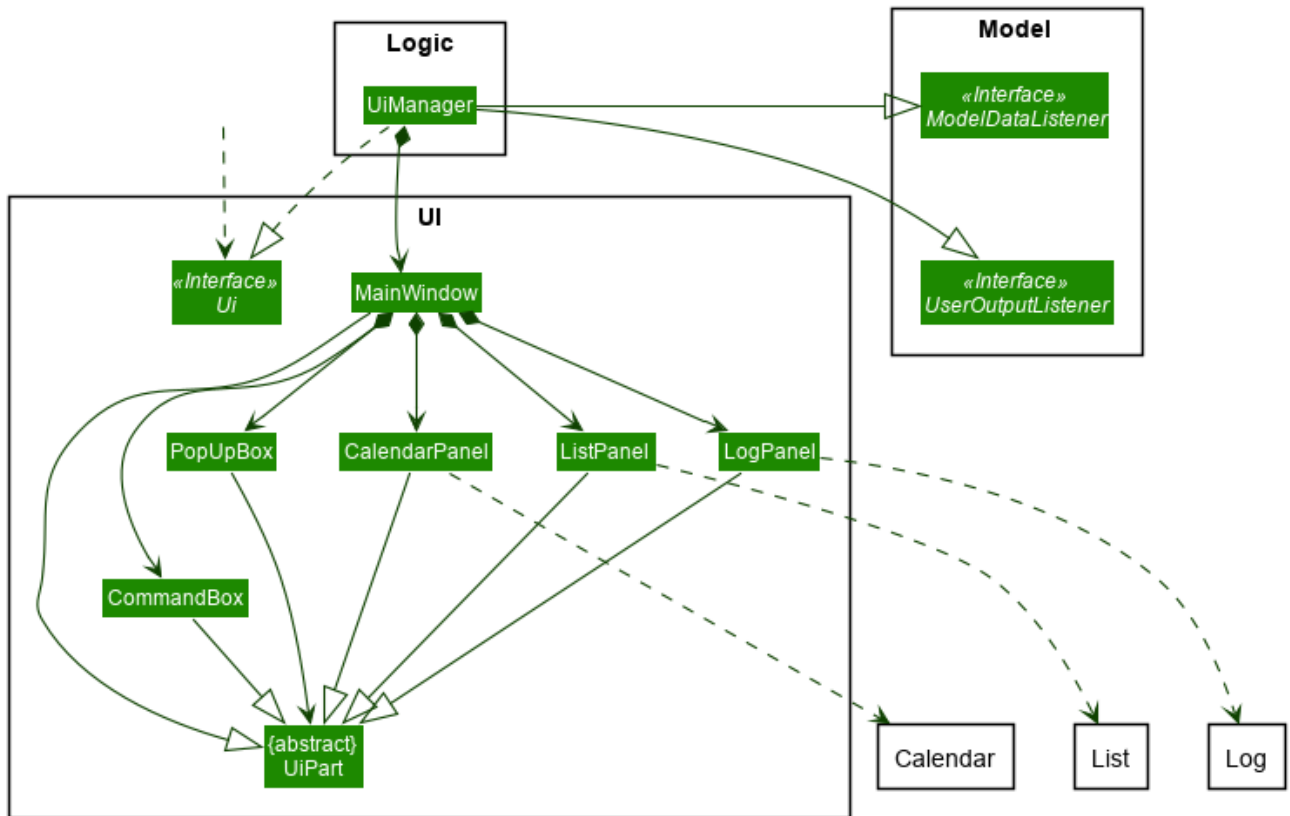 Logic
Model
UiManager
«Interface»
ModelDataListener
UI
«Interface»
Ui
MainWindow
«Interface»
UserOutputListener
PopUpBox
CalendarPanel
ListPanel
LogPanel
CommandBox
{abstract}
UiPart
Calendar
List
Log